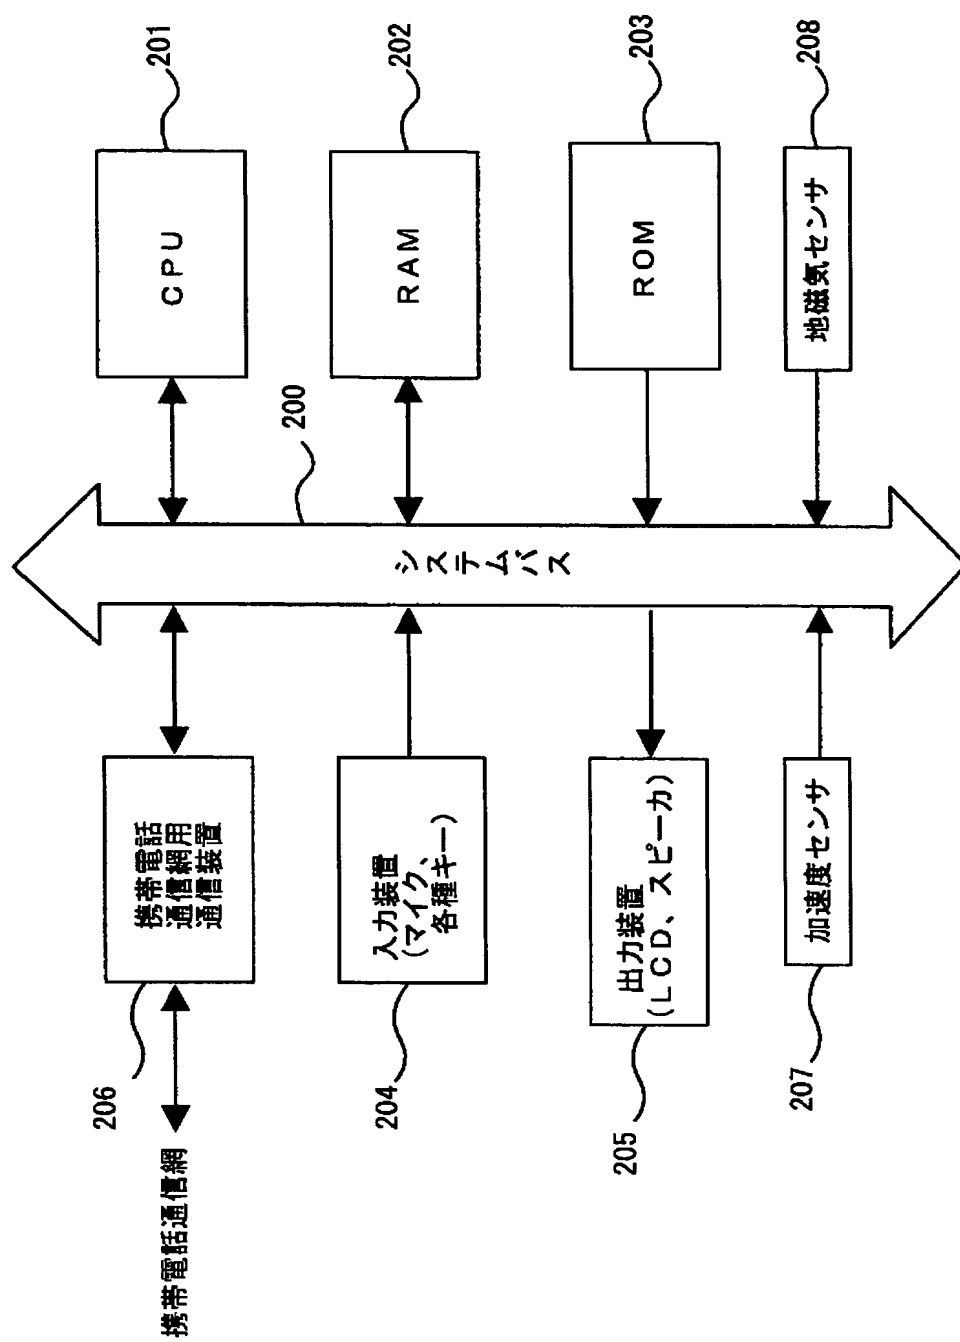 201
CPU
202
RAM
203
ROM
208
地磁気センサ
200
システムバス
携帯電話
通信網用
通信装置
206
携帯電話通信網
入力装置
(マイク、
各種キー)
204
出力装置
(LCD、スピーカ)
205
加速度センサ
207